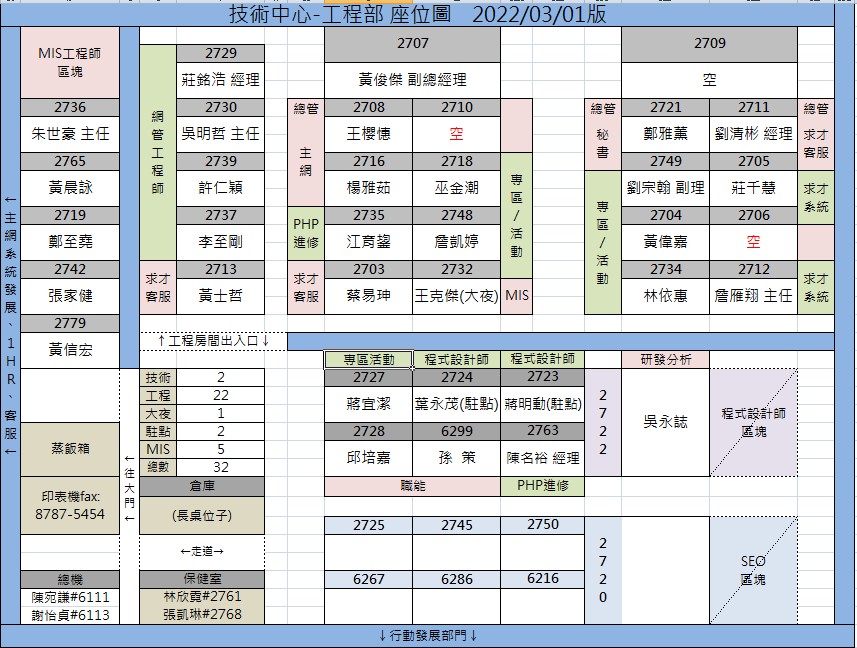 技術中心-工程部 座位圖 2022/03/01版
MIS工程師
區塊
2736
朱世豪 主任
2765
黃晨詠
2719
鄭至堯
2742
張家健
2779
黃信宏
←主網系統發展、1HR、客服←
網管工程師
2729
莊銘浩 經理
2730
吳明哲 主任
2739
許仁穎
2737
李至剛
求才
客服
2713
黃士哲
2707
黃俊傑 副總經理
總管
主網
2708
2710
王櫻憓
空
2716
2718
楊雅茹
巫金潮
專區/活動
PHP
進修
2735
2748
江育鋆
詹凱婷
求才
客服
2703
2732
蔡易珅
王克傑(大夜)
MIS
2709
空
總管
秘書
2721
2711
總管
求才
客服
鄭雅薰
劉清彬 經理
2749
2705
劉宗翰 副理
莊千慧
求才
系統
專區/活動
2704
2706
黃偉嘉
空
2734
2712
林依惠
詹雁翔 主任
求才
系統
↑工程房間出入口↓
技術 2
工程 22
大夜 1
駐點 2
MIS 5
總數 32
倉庫
(長桌位子)
←走道→
蒸飯箱
印表機fax:
8787-5454
←往大門←
總機
陳宛謙#6111
謝怡貞#6113
保健室
林欣霓#2761
張凱琳#2768
專區活動
程式設計師
程式設計師
2727
2724
2723
蔣宜潔
葉永茂(駐點)
蔣明勳(駐點)
2728
6299
2763
邱培嘉
孫 策
陳名裕 經理
職能
PHP進修
2722
研發分析
吳永誌
程式設計師
區塊
2725
2745
2750
6267
6286
6216
2720
SEO
區塊
↓行動發展部門↓